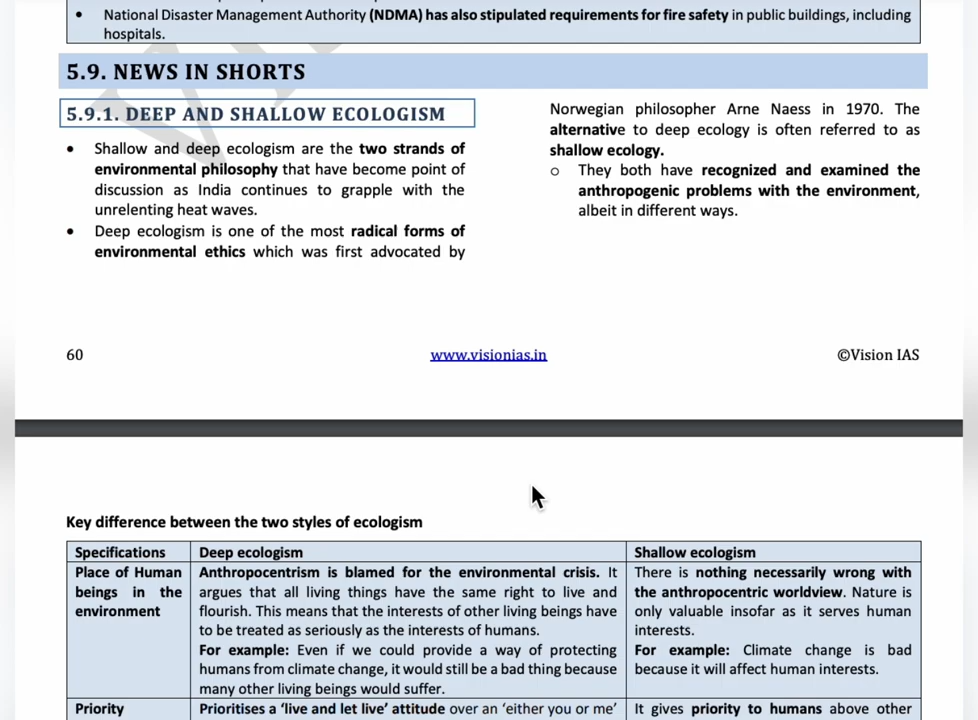 • National Disaster Management Authority (NDMA) has also stipulated requirements for fire safety in public buildings, including
hospitals.
5.9. NEWS IN SHORTS
5.9.1. DEEP AND SHALLOW ECOLOGISM
• Shallow and deep ecologism are the two strands of
environmental philosophy that have become point of
discussion as India continues to grapple with the
unrelenting heat waves.
• Deep ecologism is one of the most radical forms of
environmental ethics which was first advocated by
Norwegian philosopher Arne Naess in 1970. The
alternative to deep ecology is often referred to as
shallow ecology.
o They both have recognized and examined the
anthropogenic problems with the environment,
albeit in different ways.
60
www.visionias.in
©Vision IAS
Key difference between the two styles of ecologism
Specifications
Deep ecologism
Shallow ecologism
Place of Human
beings in the
environment
Anthropocentrism is blamed for the environmental crisis. It
argues that all living things have the same right to live and
flourish. This means that the interests of other living beings have
to be treated as seriously as the interests of humans.
For example: Even if we could provide a way of protecting
humans from climate change, it would still be a bad thing because
many other living beings would suffer.
There is nothing necessarily wrong with
the anthropocentric worldview. Nature is
only valuable insofar as it serves human
interests.
For example: Climate change is bad
because it will affect human interests.
Priority
Prioritises a 'live and let live' attitude over an 'either you or me'
It gives priority to humans above other